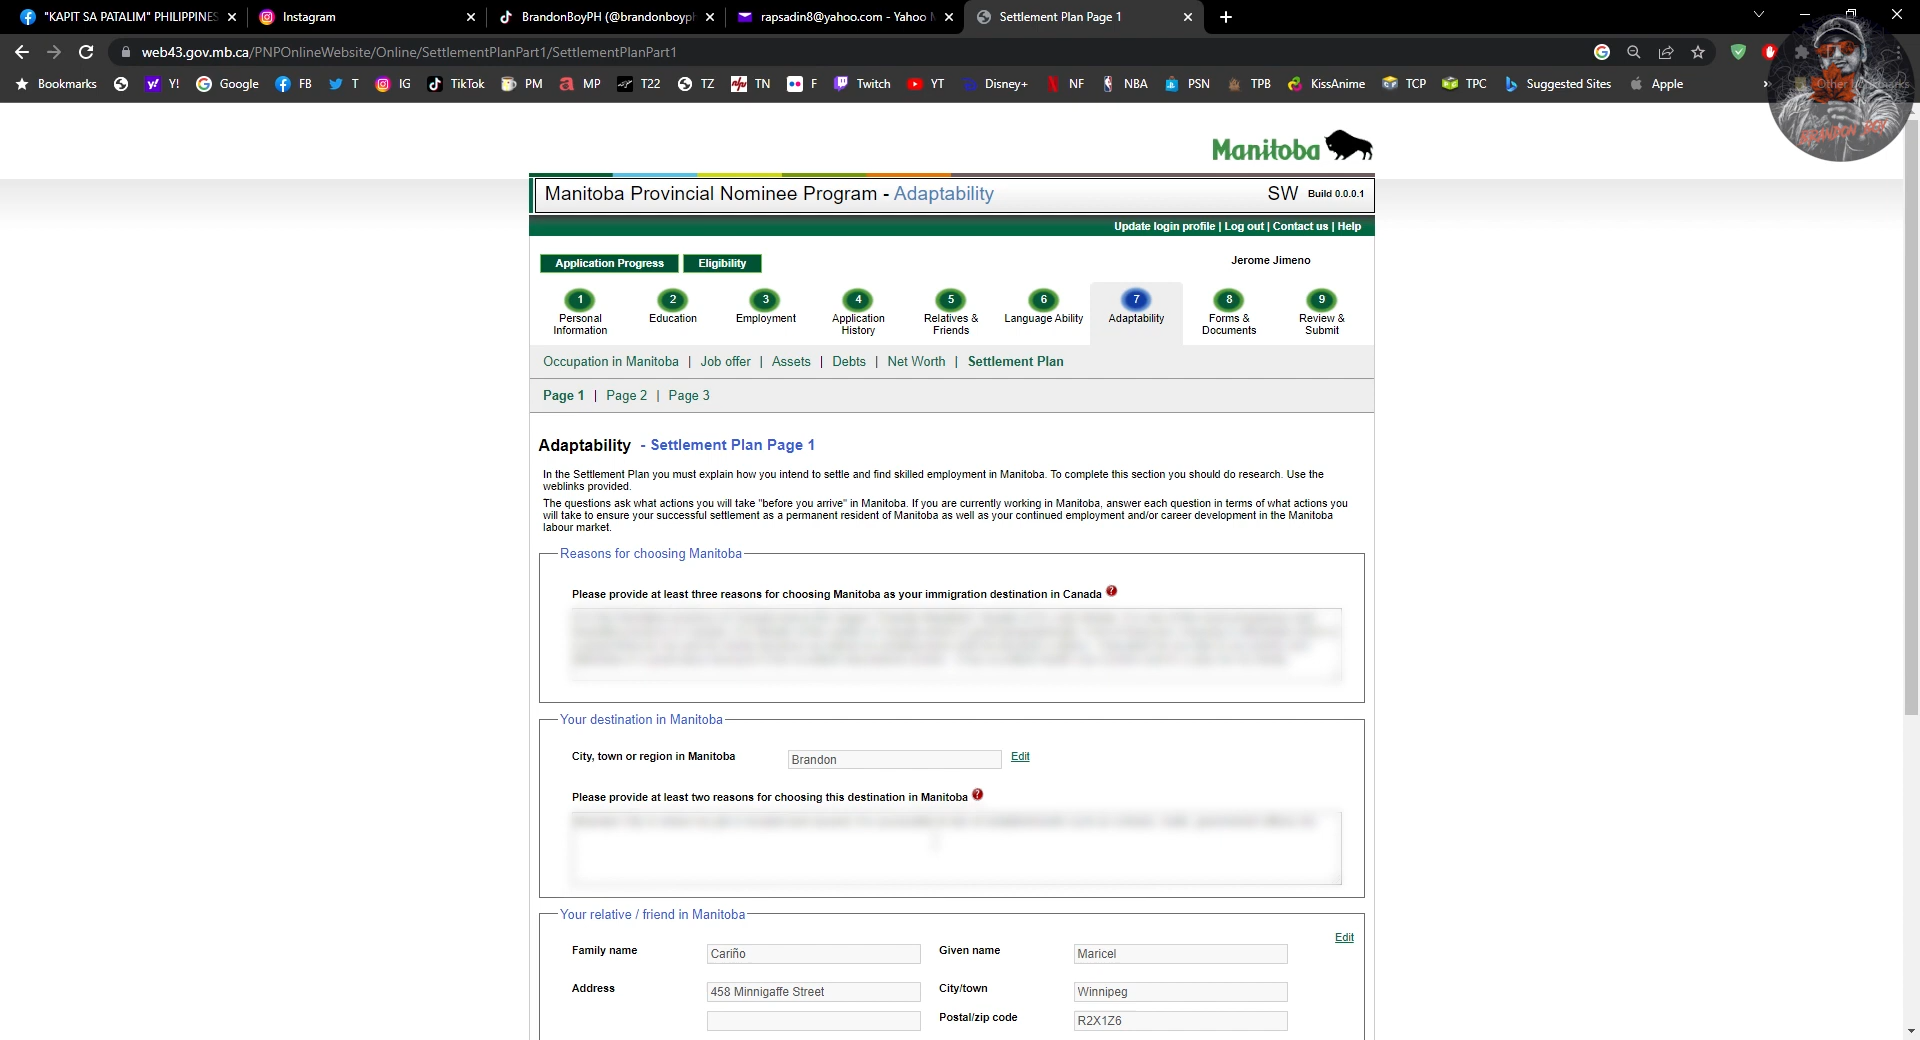 "KAPIT SA PATALIM" PHILIPPINES
Instagram
BrandonBoyPH (@brandonboyph
rapsadin8@yahoo.com - Yahoo M
Settlement Plan Page 1
web43.gov.mb.ca/PNPOnlineWebsite/Online/SettlementPlanPart1/SettlementPlanPart1
Bookmarks Y! Google FB T IG TikTok PM MP T22 TZ TN F Twitch YT Disney+ NF NBA PSN TPB KissAnime TCP TPC Suggested Sites Apple
BRANDON BOY
Manitoba
Manitoba Provincial Nominee Program - Adaptability SW Build 0.0.0.1
Update login profile | Log out | Contact us | Help
Application Progress Eligibility Jerome Jimeno
1 2 3 4 5 6 7 8 9
Personal Information
Education
Employment
Application History
Relatives & Friends
Language Ability
Adaptability
Forms & Documents
Review & Submit
Occupation in Manitoba | Job offer | Assets | Debts | Net Worth | Settlement Plan
Page 1 | Page 2 | Page 3
Adaptability - Settlement Plan Page 1
In the Settlement Plan you must explain how you intend to settle and find skilled employment in Manitoba. To complete this section you should do research. Use the
weblinks provided.
The questions ask what actions you will take "before you arrive" in Manitoba. If you are currently working in Manitoba, answer each question in terms of what actions you
will take to ensure your successful settlement as a permanent resident of Manitoba as well as your continued employment and/or career development in the Manitoba
labour market.
Reasons for choosing Manitoba
Please provide at least three reasons for choosing Manitoba as your immigration destination in Canada ?
Your destination in Manitoba
City, town or region in Manitoba Brandon Edit
Please provide at least two reasons for choosing this destination in Manitoba ?
Your relative / friend in Manitoba
Edit
Family name Cariño Given name Maricel
Address 458 Minnigaffe Street City/town Winnipeg
Postal/zip code R2X1Z6